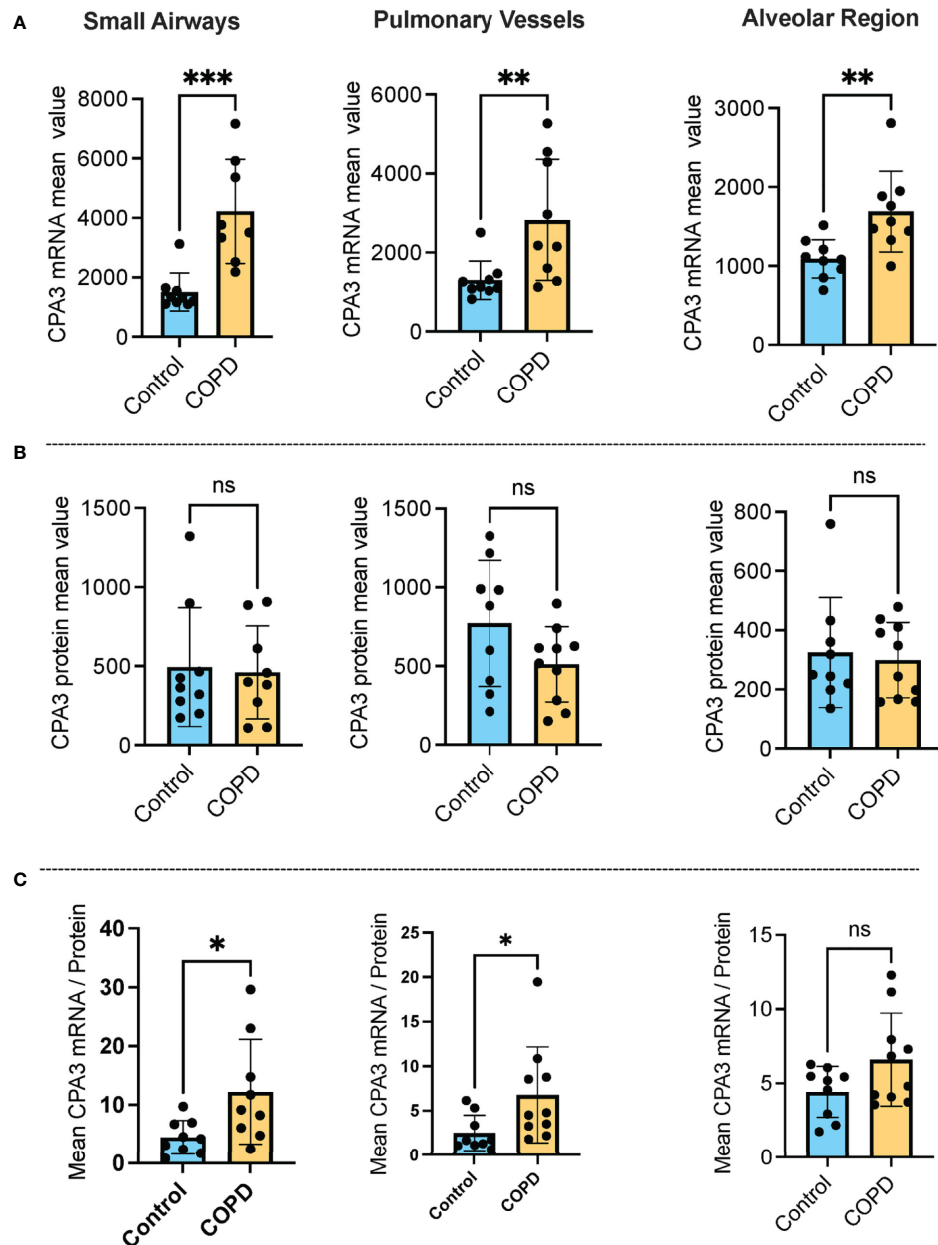 A
Small Airways
Pulmonary Vessels
Alveolar Region
CPA3 mRNA mean value
8000
6000
4000
2000
0
***
Control
COPD
CPA3 mRNA mean value
6000
4000
2000
0
**
Control
COPD
CPA3 mRNA mean value
3000
2000
1000
0
**
Control
COPD
B
CPA3 protein mean value
1500
1000
500
0
ns
Control
COPD
CPA3 protein mean value
1500
1000
500
0
ns
Control
COPD
CPA3 protein mean value
800
600
400
200
0
ns
Control
COPD
C
Mean CPA3 mRNA / Protein
40
30
20
10
0
*
Control
COPD
Mean CPA3 mRNA / Protein
25
20
15
10
5
0
*
Control
COPD
Mean CPA3 mRNA / Protein
15
10
5
0
ns
Control
COPD